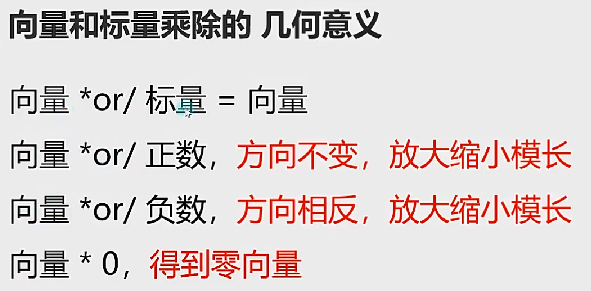 向量和标量乘除的 几何意义
向量 *or/ 标量 = 向量
向量 *or/ 正数，方向不变，放大缩小模长
向量 *or/ 负数，方向相反，放大缩小模长
向量 * 0，得到零向量